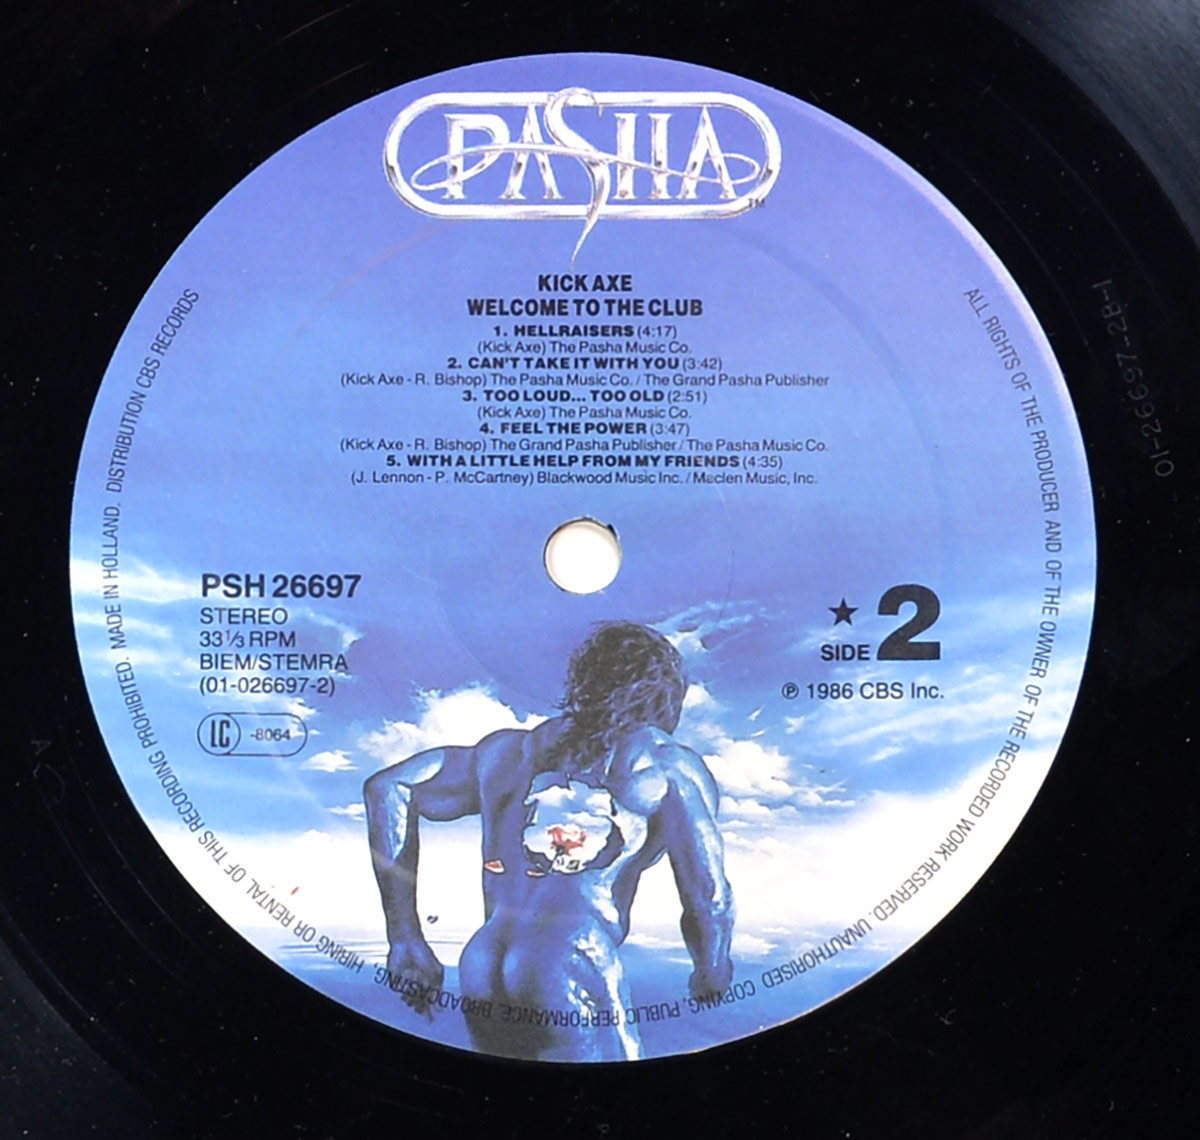 PASHA
TM
KICK AXE
WELCOME TO THE CLUB
1. HELLRAISERS (4:17)
(Kick Axe) The Pasha Music Co.
2. CAN'T TAKE IT WITH YOU (3:42)
(Kick Axe - R. Bishop) The Pasha Music Co. / The Grand Pasha Publisher
3. TOO LOUD... TOO OLD (2:51)
(Kick Axe) The Pasha Music Co.
4. FEEL THE POWER (3:47)
(Kick Axe - R. Bishop) The Grand Pasha Publisher / The Pasha Music Co.
5. WITH A LITTLE HELP FROM MY FRIENDS (4:35)
(J. Lennon - P. McCartney) Blackwood Music Inc. / Maclen Music, Inc.
PSH 26697
STEREO
33 1/3 RPM
BIEM/STEMRA
(01-026697-2)
LC -8064
★ SIDE 2
℗ 1986 CBS Inc.
ALL RIGHTS OF THE PRODUCER AND OF THE OWNER OF THE RECORDED WORK RESERVED. UNAUTHORISED COPYING, PUBLIC PERFORMANCE, BROADCASTING, HIRING OR RENTAL OF THIS RECORDING PROHIBITED. MADE IN HOLLAND. DISTRIBUTION CBS RECORDS
01-26697-2B-1